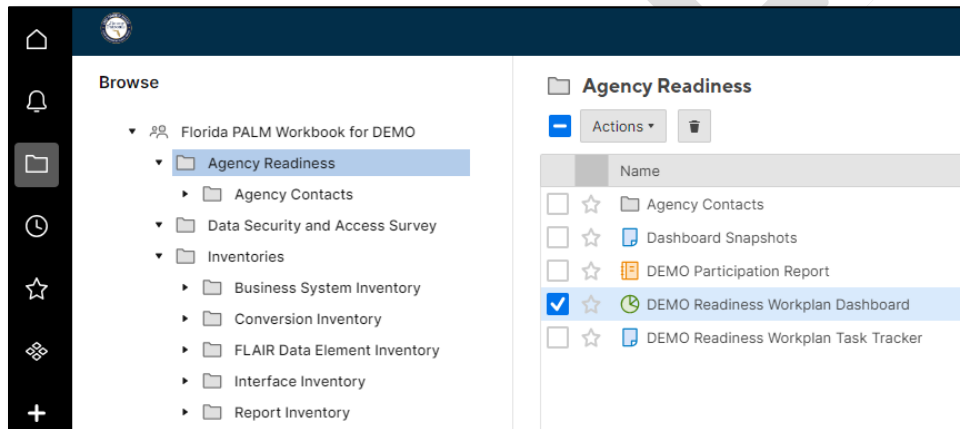 Browse
Florida PALM Workbook for DEMO
Agency Readiness
Agency Contacts
Data Security and Access Survey
Inventories
Business System Inventory
Conversion Inventory
FLAIR Data Element Inventory
Interface Inventory
Report Inventory
Agency Readiness
Actions
Name
Agency Contacts
Dashboard Snapshots
DEMO Participation Report
DEMO Readiness Workplan Dashboard
DEMO Readiness Workplan Task Tracker